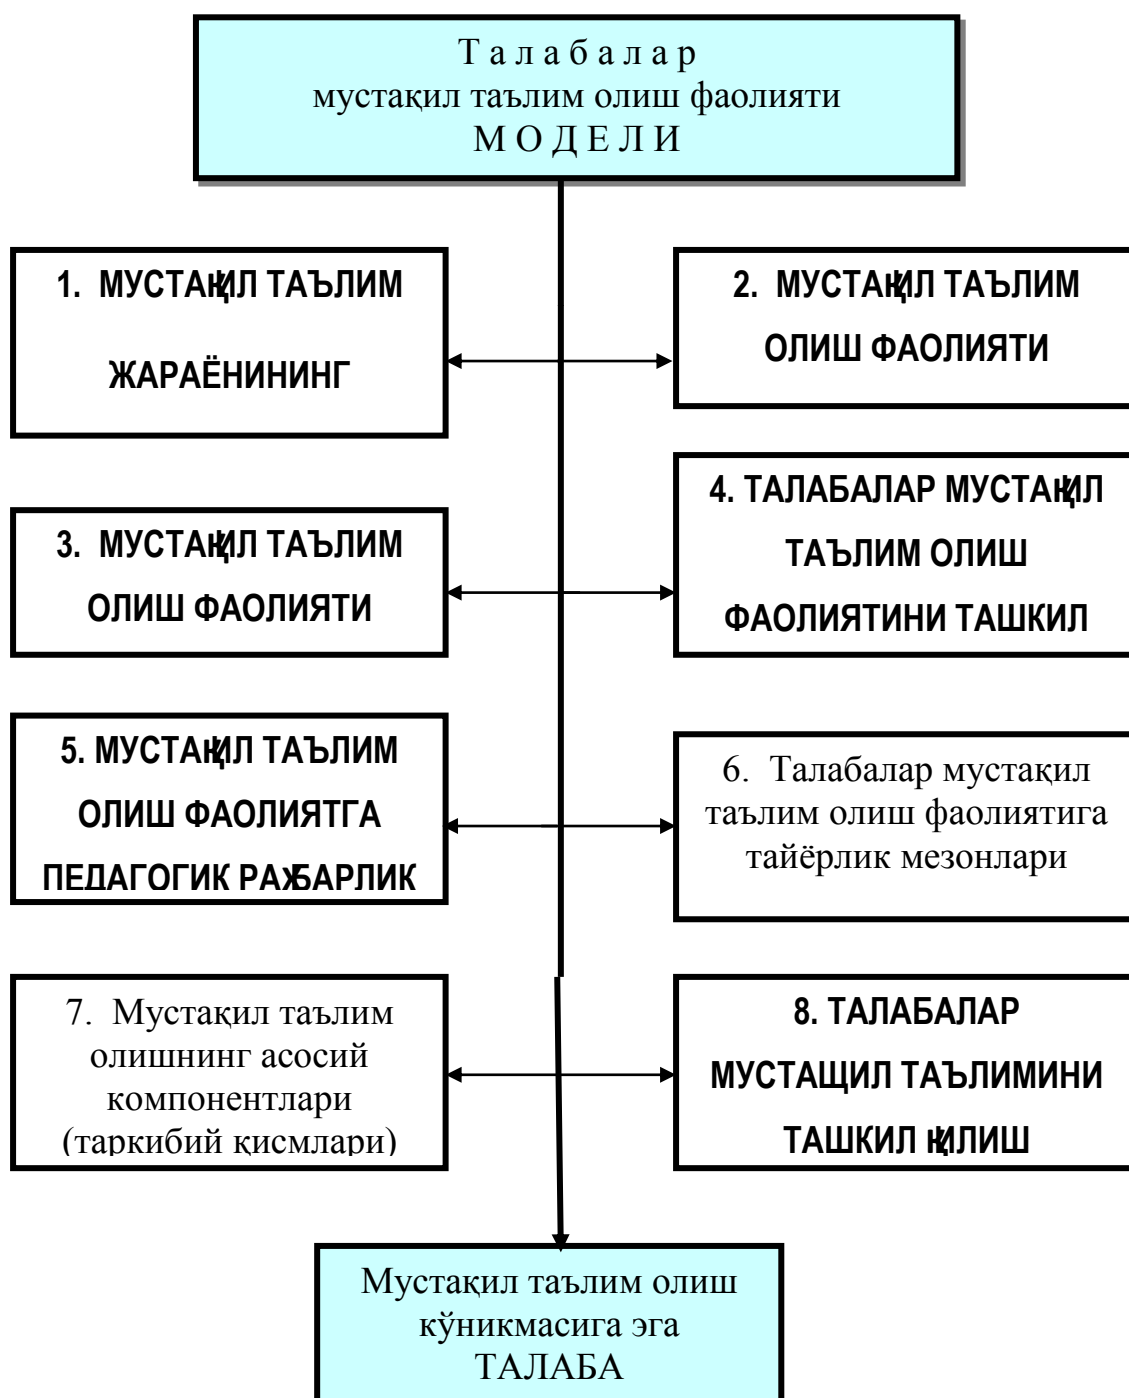 Т а л а б а л а р
мустақил таълим олиш фаолияти
М О Д Е Л И
1. МУСТАҚИЛ ТАЪЛИМ
ЖАРАЁНИНИНГ
2. МУСТАҚИЛ ТАЪЛИМ
ОЛИШ ФАОЛИЯТИ
3. МУСТАҚИЛ ТАЪЛИМ
ОЛИШ ФАОЛИЯТИ
4. ТАЛАБАЛАР МУСТАҚИЛ
ТАЪЛИМ ОЛИШ
ФАОЛИЯТИНИ ТАШКИЛ
5. МУСТАҚИЛ ТАЪЛИМ
ОЛИШ ФАОЛИЯТГА
ПЕДАГОГИК РАҲБАРЛИК
6. Талабалар мустақил
таълим олиш фаолиятига
тайёрлик мезонлари
7. Мустақил таълим
олишнинг асосий
компонентлари
(таркибий қисмлари)
8. ТАЛАБАЛАР
МУСТАЩИЛ ТАЪЛИМИНИ
ТАШКИЛ ҚИЛИШ
Мустақил таълим олиш
кўникмасига эга
ТАЛАБА